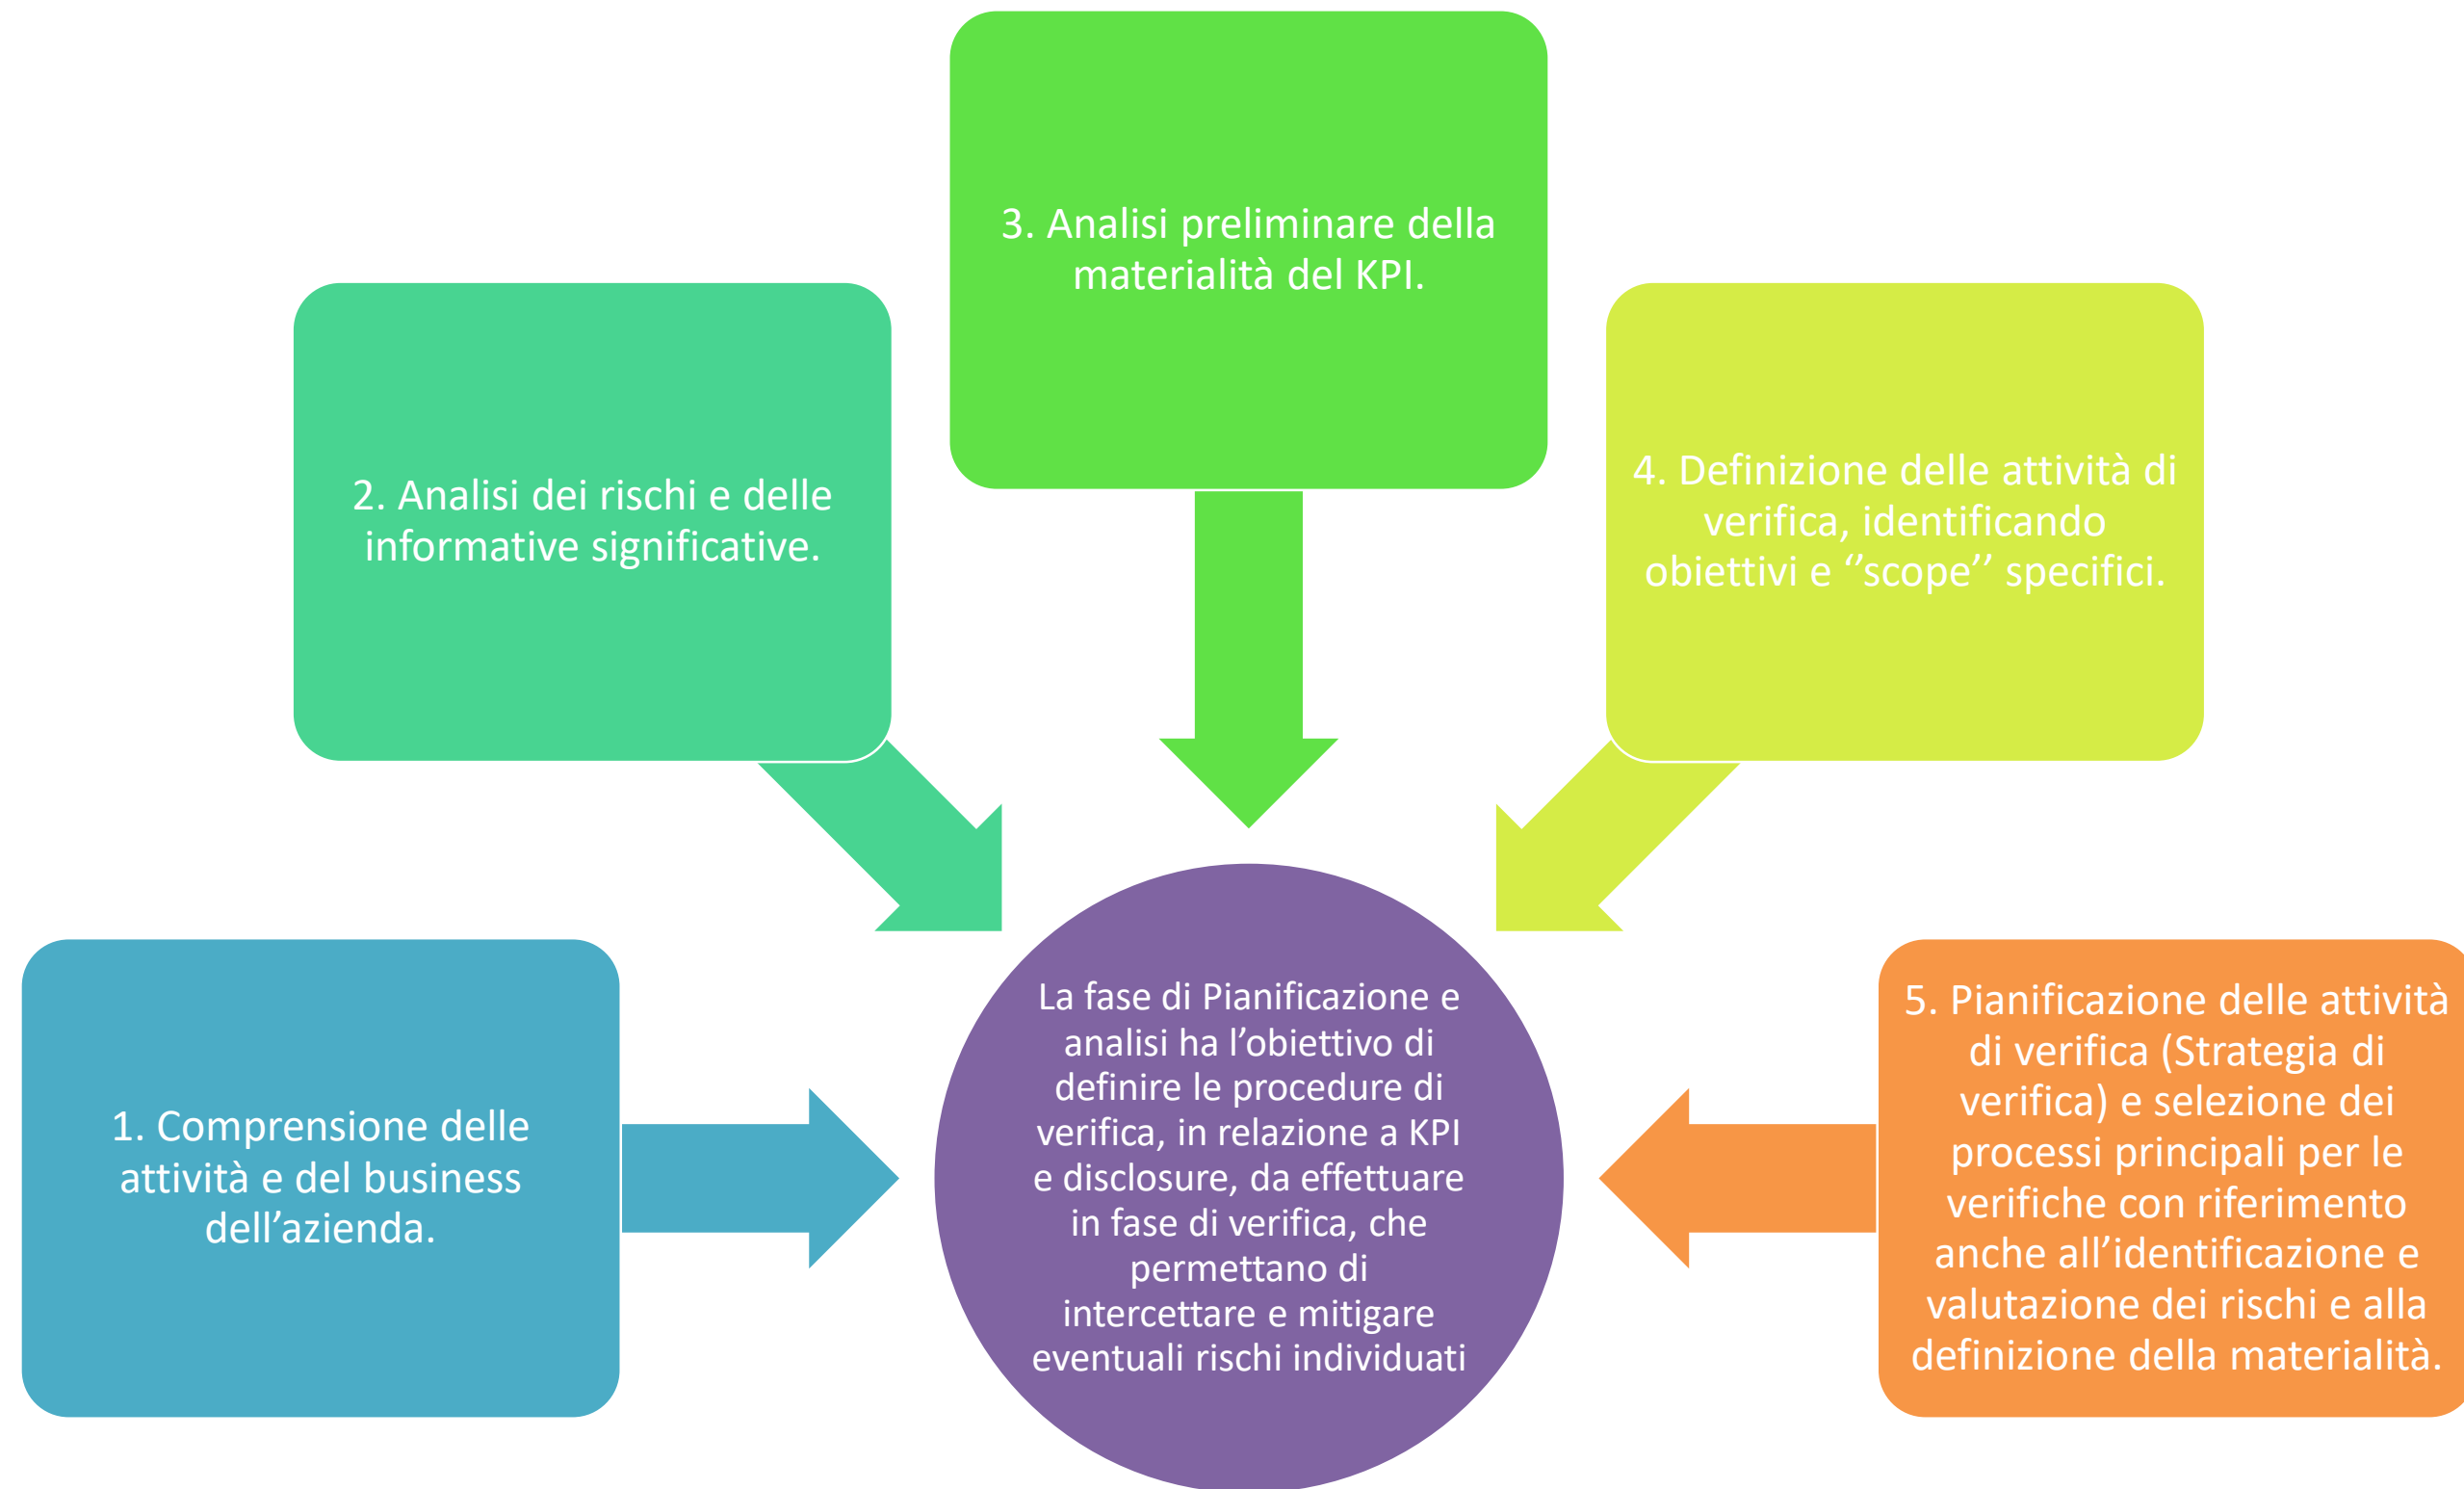 1. Comprensione delle
attività e del business
dell’azienda.
2. Analisi dei rischi e delle
informative significative.
3. Analisi preliminare della
materialità del KPI.
4. Definizione delle attività di
verifica, identificando
obiettivi e ‘’scope’’ specifici.
5. Pianificazione delle attività
di verifica (Strategia di
verifica) e selezione dei
processi principali per le
verifiche con riferimento
anche all’identificazione e
valutazione dei rischi e alla
definizione della materialità.
La fase di Pianificazione e
analisi ha l’obiettivo di
definire le procedure di
verifica, in relazione a KPI
e disclosure, da effettuare
in fase di verifica, che
permettano di
intercettare e mitigare
eventuali rischi individuati